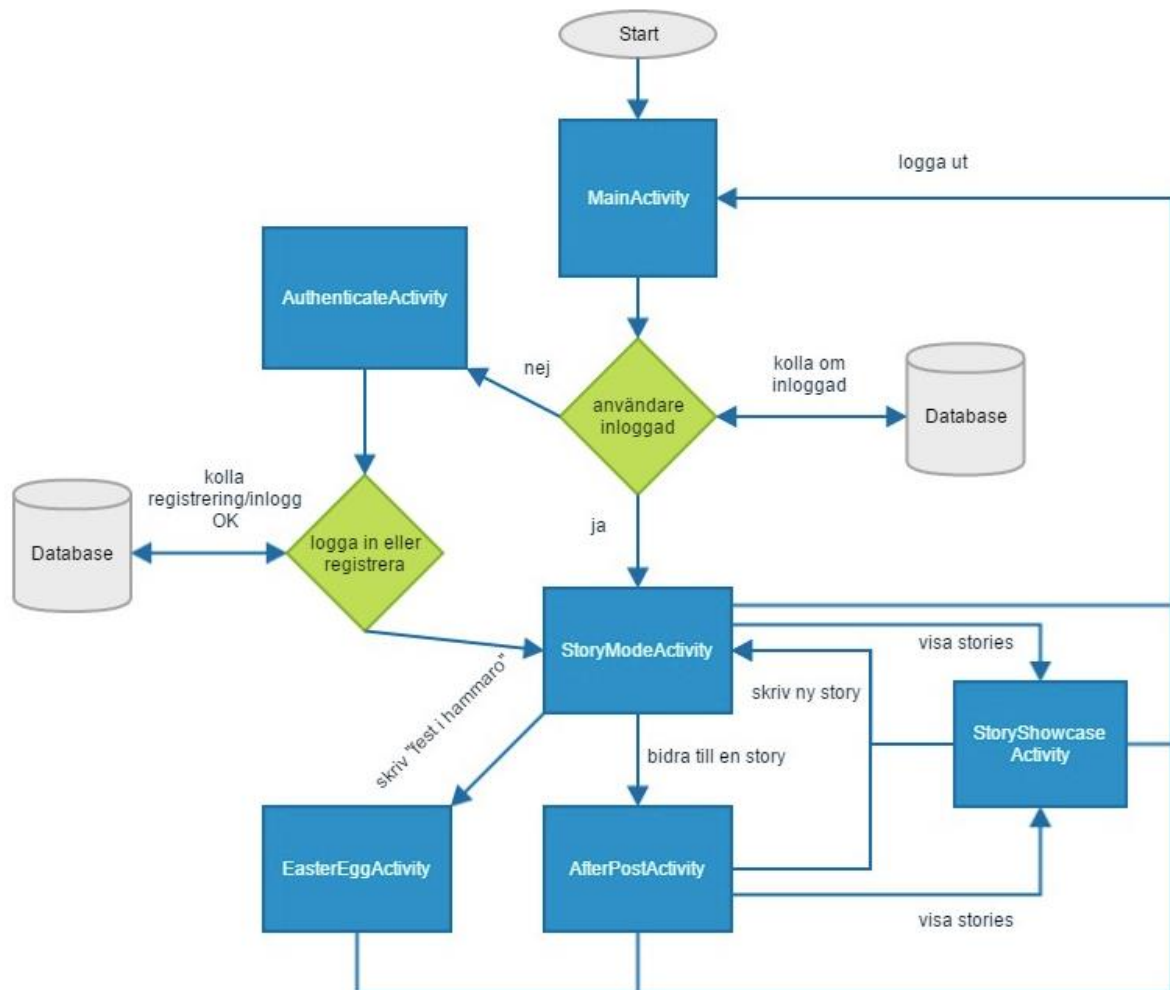 Start
MainActivity
logga ut
AuthenticateActivity
nej
kolla om
inloggad
användare
inloggad
Database
kolla
registrering/inlogg
OK
Database
logga in eller
registrera
ja
StoryModeActivity
visa stories
skriv ny story
StoryShowcase
Activity
skriv "fest i hammaro"
bidra till en story
EasterEggActivity
AfterPostActivity
visa stories